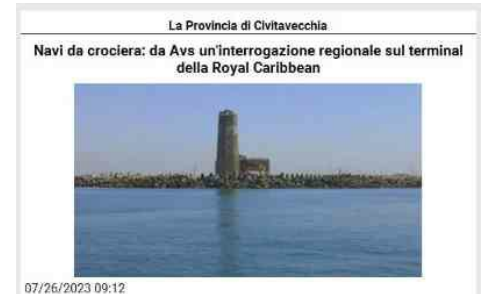 La Provincia di Civitavecchia
Navi da crociera: da Avs un'interrogazione regionale sul terminal
della Royal Caribbean
07/26/2023 09:12